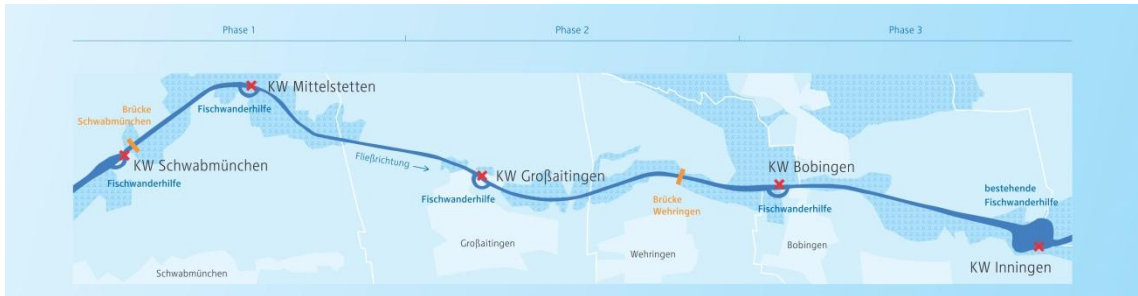 Phase 1
Phase 2
Phase 3
KW Mittelstetten
Fischwanderhilfe
Brücke
Schwabmünchen
KW Schwabmünchen
Fischwanderhilfe
Fließrichtung
KW Großaitingen
Fischwanderhilfe
Brücke
Wehringen
KW Bobingen
Fischwanderhilfe
bestehende
Fischwanderhilfe
KW Inningen
Schwabmünchen
Großaitingen
Wehringen
Bobingen